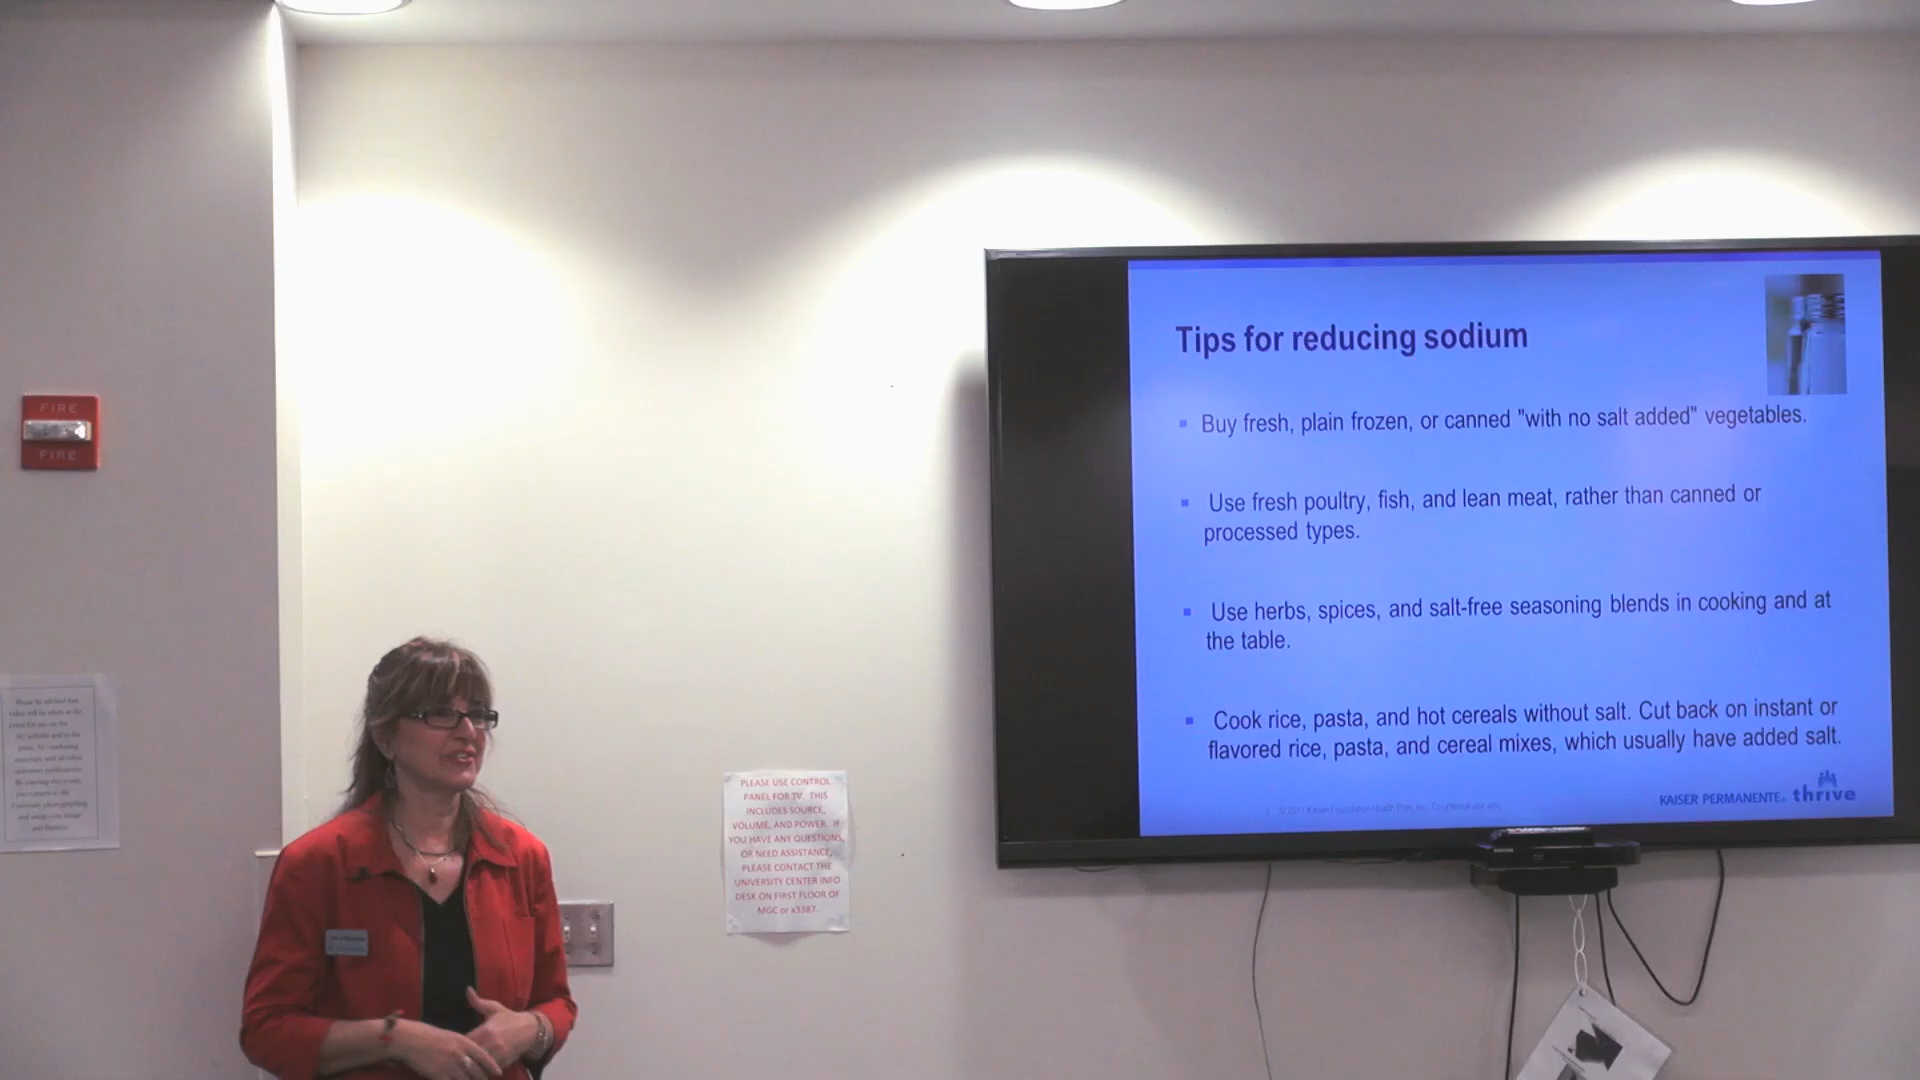 FIRE
FIRE
Tips for reducing sodium
Buy fresh, plain frozen, or canned "with no salt added" vegetables.
Use fresh poultry, fish, and lean meat, rather than canned or
processed types.
Use herbs, spices, and salt-free seasoning blends in cooking and at
the table.
Cook rice, pasta, and hot cereals without salt. Cut back on instant or
flavored rice, pasta, and cereal mixes, which usually have added salt.
KAISER PERMANENTE® thrive
PLEASE USE CONTROL
PANEL FOR TV. THIS
INCLUDES SOURCE,
VOLUME, AND POWER. IF
YOU HAVE ANY QUESTIONS,
OR NEED ASSISTANCE,
PLEASE CONTACT THE
UNIVERSITY CENTER INFO
DESK ON FIRST FLOOR OF
MGC or x3387.
Please be advised that